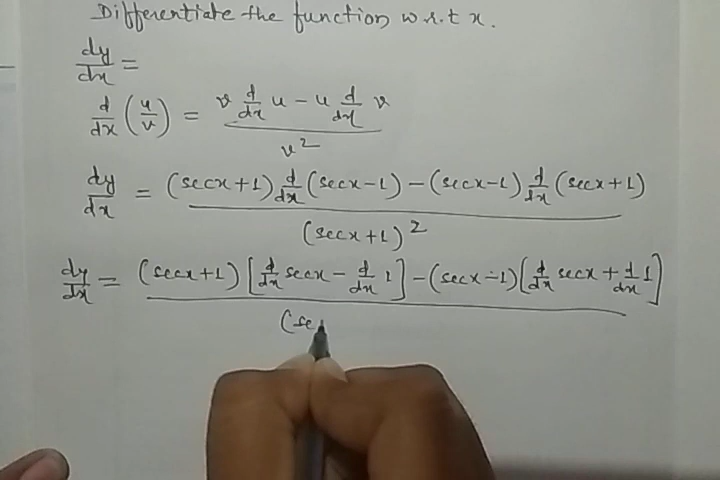 Differentiate the function w.r.t x.
dy/dx =
d/dx (u/v) = (v d/dx u - u d/dx v) / v²
dy/dx = ((secx+1) d/dx (secx-1) - (secx-1) d/dx (secx+1)) / (secx+1)²
dy/dx = ((secx+1) [d/dx secx - d/dx 1] - (secx-1) [d/dx secx + d/dx 1]) / (se